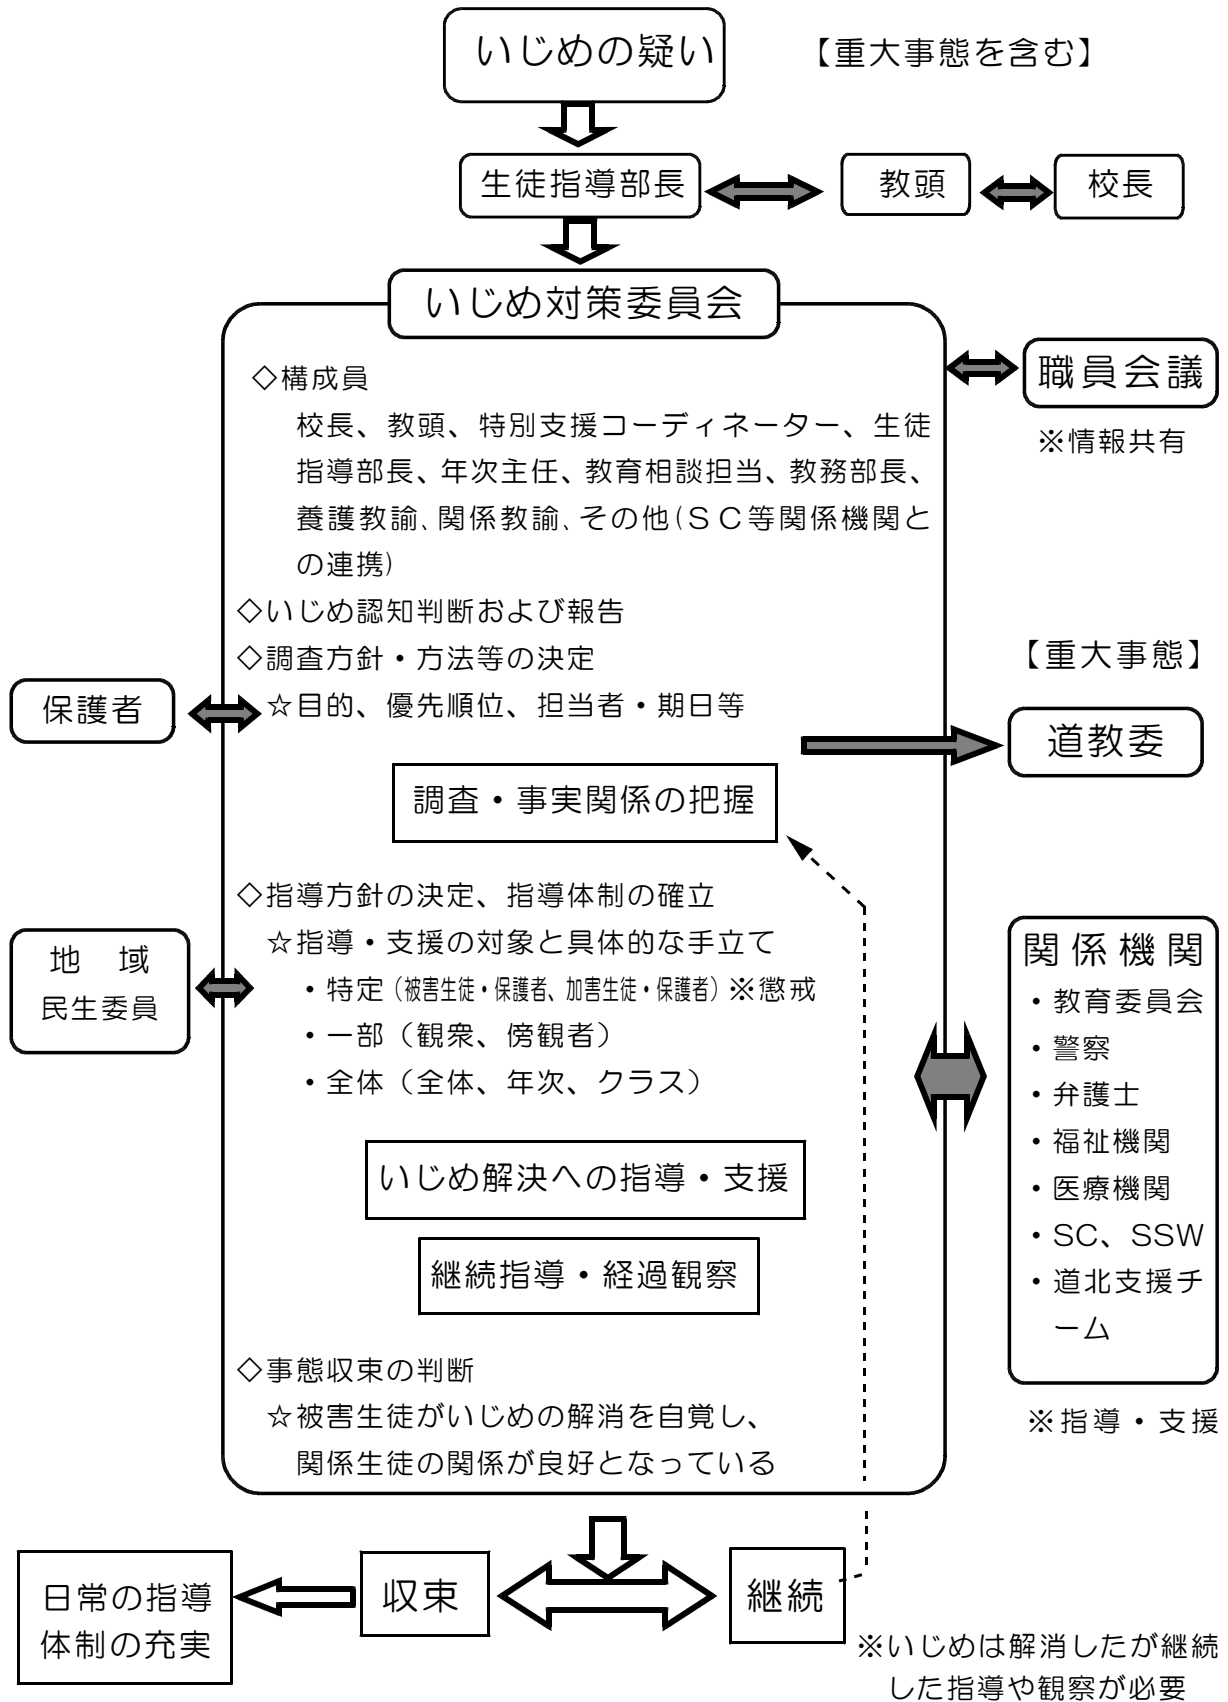 いじめの疑い
【重大事態を含む】
生徒指導部長
教頭
校長
いじめ対策委員会
◇構成員
校長、教頭、特別支援コーディネーター、生徒
指導部長、年次主任、教育相談担当、教務部長、
養護教諭、関係教諭、その他(ＳＣ等関係機関と
の連携)
職員会議
※情報共有
◇いじめ認知判断および報告
◇調査方針・方法等の決定
☆目的、優先順位、担当者・期日等
保護者
【重大事態】
道教委
調査・事実関係の把握
◇指導方針の決定、指導体制の確立
☆指導・支援の対象と具体的な手立て
・特定（被害生徒・保護者、加害生徒・保護者）※懲戒
・一部（観衆、傍観者）
・全体（全体、年次、クラス）
地　域
民生委員
関係機関
・教育委員会
・警察
・弁護士
・福祉機関
・医療機関
・SC、SSW
・道北支援チ
ーム
※指導・支援
いじめ解決への指導・支援
継続指導・経過観察
◇事態収束の判断
☆被害生徒がいじめの解消を自覚し、
関係生徒の関係が良好となっている
日常の指導
体制の充実
収束
継続
※いじめは解消したが継続
した指導や観察が必要